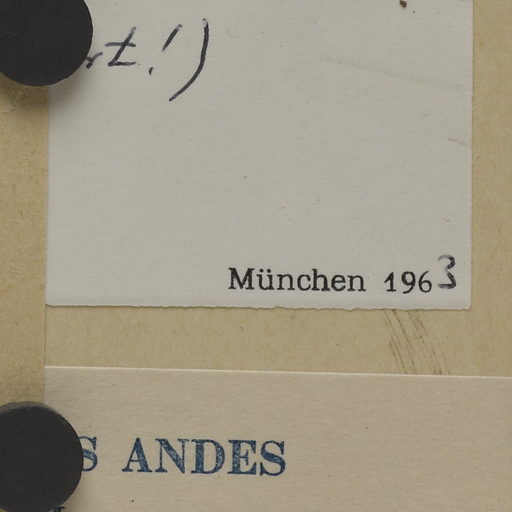 rt!)
München 1963
S ANDES